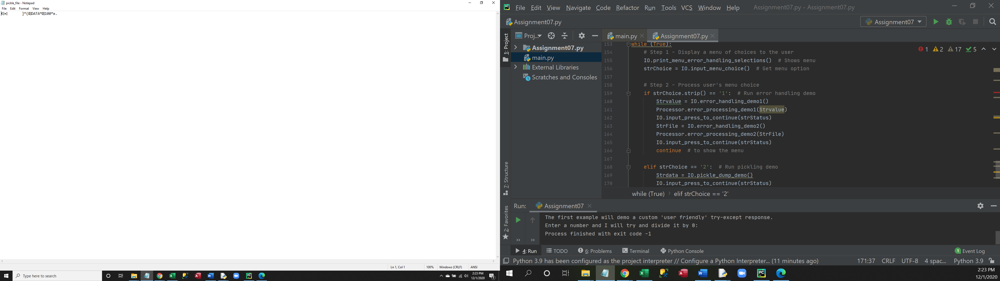 pickle_file - Notepad
File Edit Format View Help
]”(ŒDATA”Œ100”e.
Ln 1, Col 1 100% Windows (CRLF) ANSI
Type here to search
2:23 PM
12/1/2020
File Edit View Navigate Code Refactor Run Tools VCS Window Help Assignment07.py - Assignment07.py
Assignment07.py
Assignment07
1: Project
Proj...
main.py
Assignment07.py
Assignment07.py
main.py
External Libraries
Scratches and Consoles
1 2 17 5
153 while (True):
154 # Step 1 - Display a menu of choices to the user
155 IO.print_menu_error_handling_selections() # Shows menu
156 strChoice = IO.input_menu_choice() # Get menu option
157
158 # Step 2 - Process user's menu choice
159 if strChoice.strip() == '1': # Run error handling demo
160 Strvalue = IO.error_handling_demo1()
161 Processor.error_processing_demo1(Strvalue)
162 IO.input_press_to_continue(strStatus)
163 StrFile = IO.error_handling_demo2()
164 Processor.error_processing_demo2(StrFile)
165 IO.input_press_to_continue(strStatus)
166 continue # to show the menu
167
168 elif strChoice == '2': # Run pickling demo
169 Strdata = IO.pickle_dump_demo()
170 IO.input_press_to_continue(strStatus)
while (True) › elif strChoice == '2'
7: Structure
2: Favorites
Run: Assignment07
The first example will demo a custom 'user friendly' try-except response.
Enter a number and I will try and divide it by 0:
Process finished with exit code -1
4: Run TODO 6: Problems Terminal Python Console 1 Event Log
Python 3.9 has been configured as the project interpreter // Configure a Python Interpreter... (11 minutes ago) 171:37 CRLF UTF-8 4 spac... Python 3.9
2:23 PM
12/1/2020